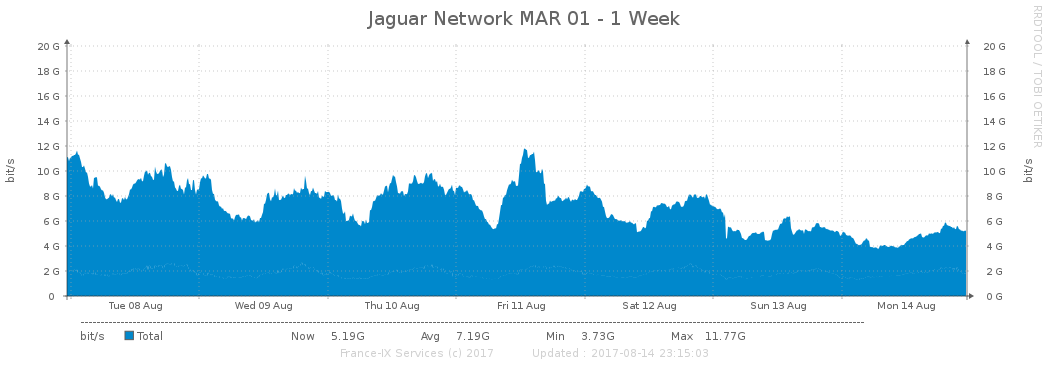 Jaguar Network MAR 01 - 1 Week
RRDTOOL / TOBI OETIKER
bit/s
20 G 20 G
18 G 18 G
16 G 16 G
14 G 14 G
12 G 12 G
10 G 10 G
8 G 8 G
6 G 6 G
4 G 4 G
2 G 2 G
0 0 G
bit/s
Tue 08 Aug Wed 09 Aug Thu 10 Aug Fri 11 Aug Sat 12 Aug Sun 13 Aug Mon 14 Aug
bit/s Total Now 5.19G Avg 7.19G Min 3.73G Max 11.77G
France-IX Services (c) 2017 Updated : 2017-08-14 23:15:03